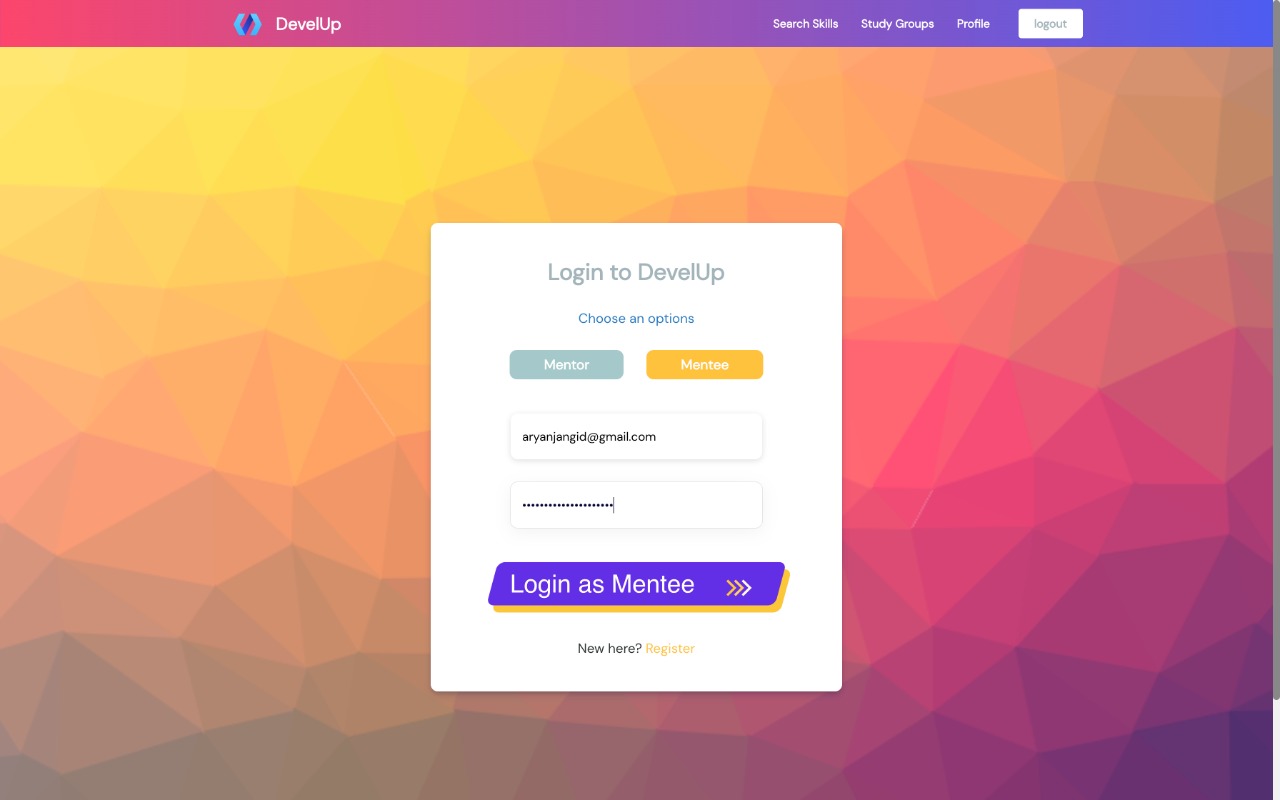 DevelUp
Search Skills
Study Groups
Profile
logout
Login to DevelUp
Choose an options
Mentor
Mentee
aryanjangid@gmail.com
Login as Mentee
New here? Register